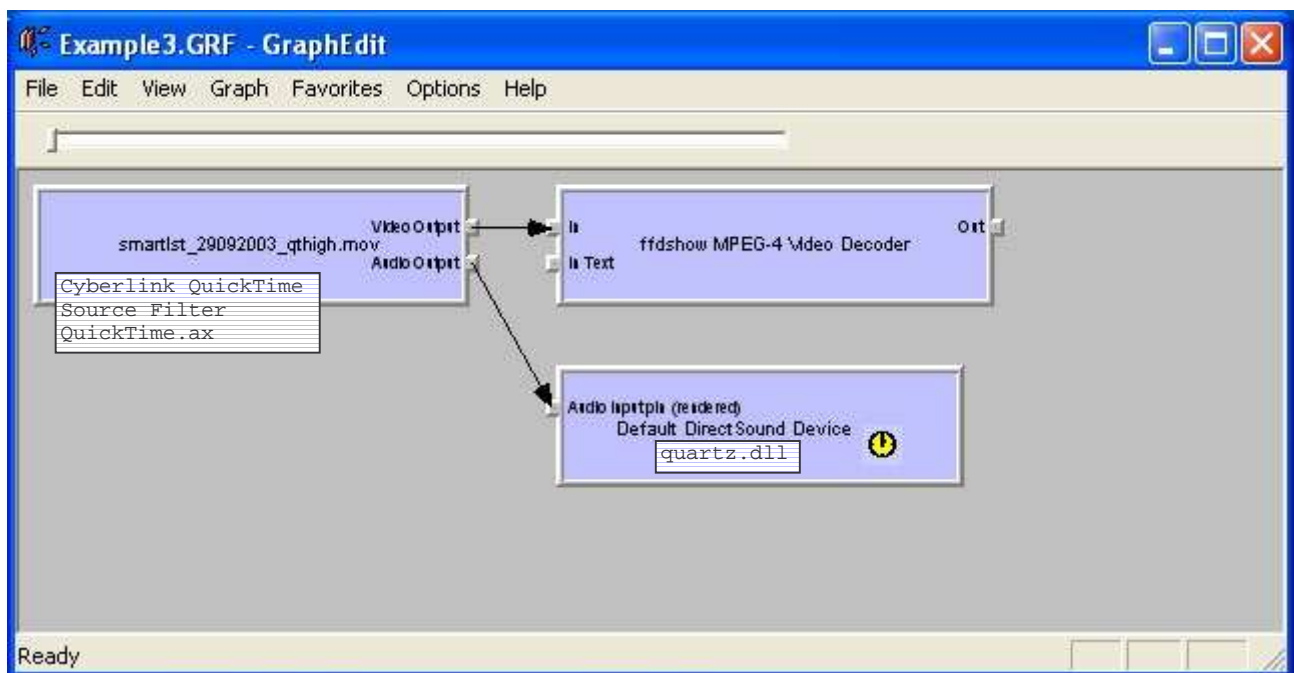 Example3.GRF - GraphEdit
File Edit View Graph Favorites Options Help
smartlst_29092003_qthigh.mov
Video Output
Audio Output
Cyberlink QuickTime
Source Filter
QuickTime.ax
In
In Text
ffdshow MPEG-4 Video Decoder
Out
Audio Input pin (rendered)
Default DirectSound Device
quartz.dll
Ready